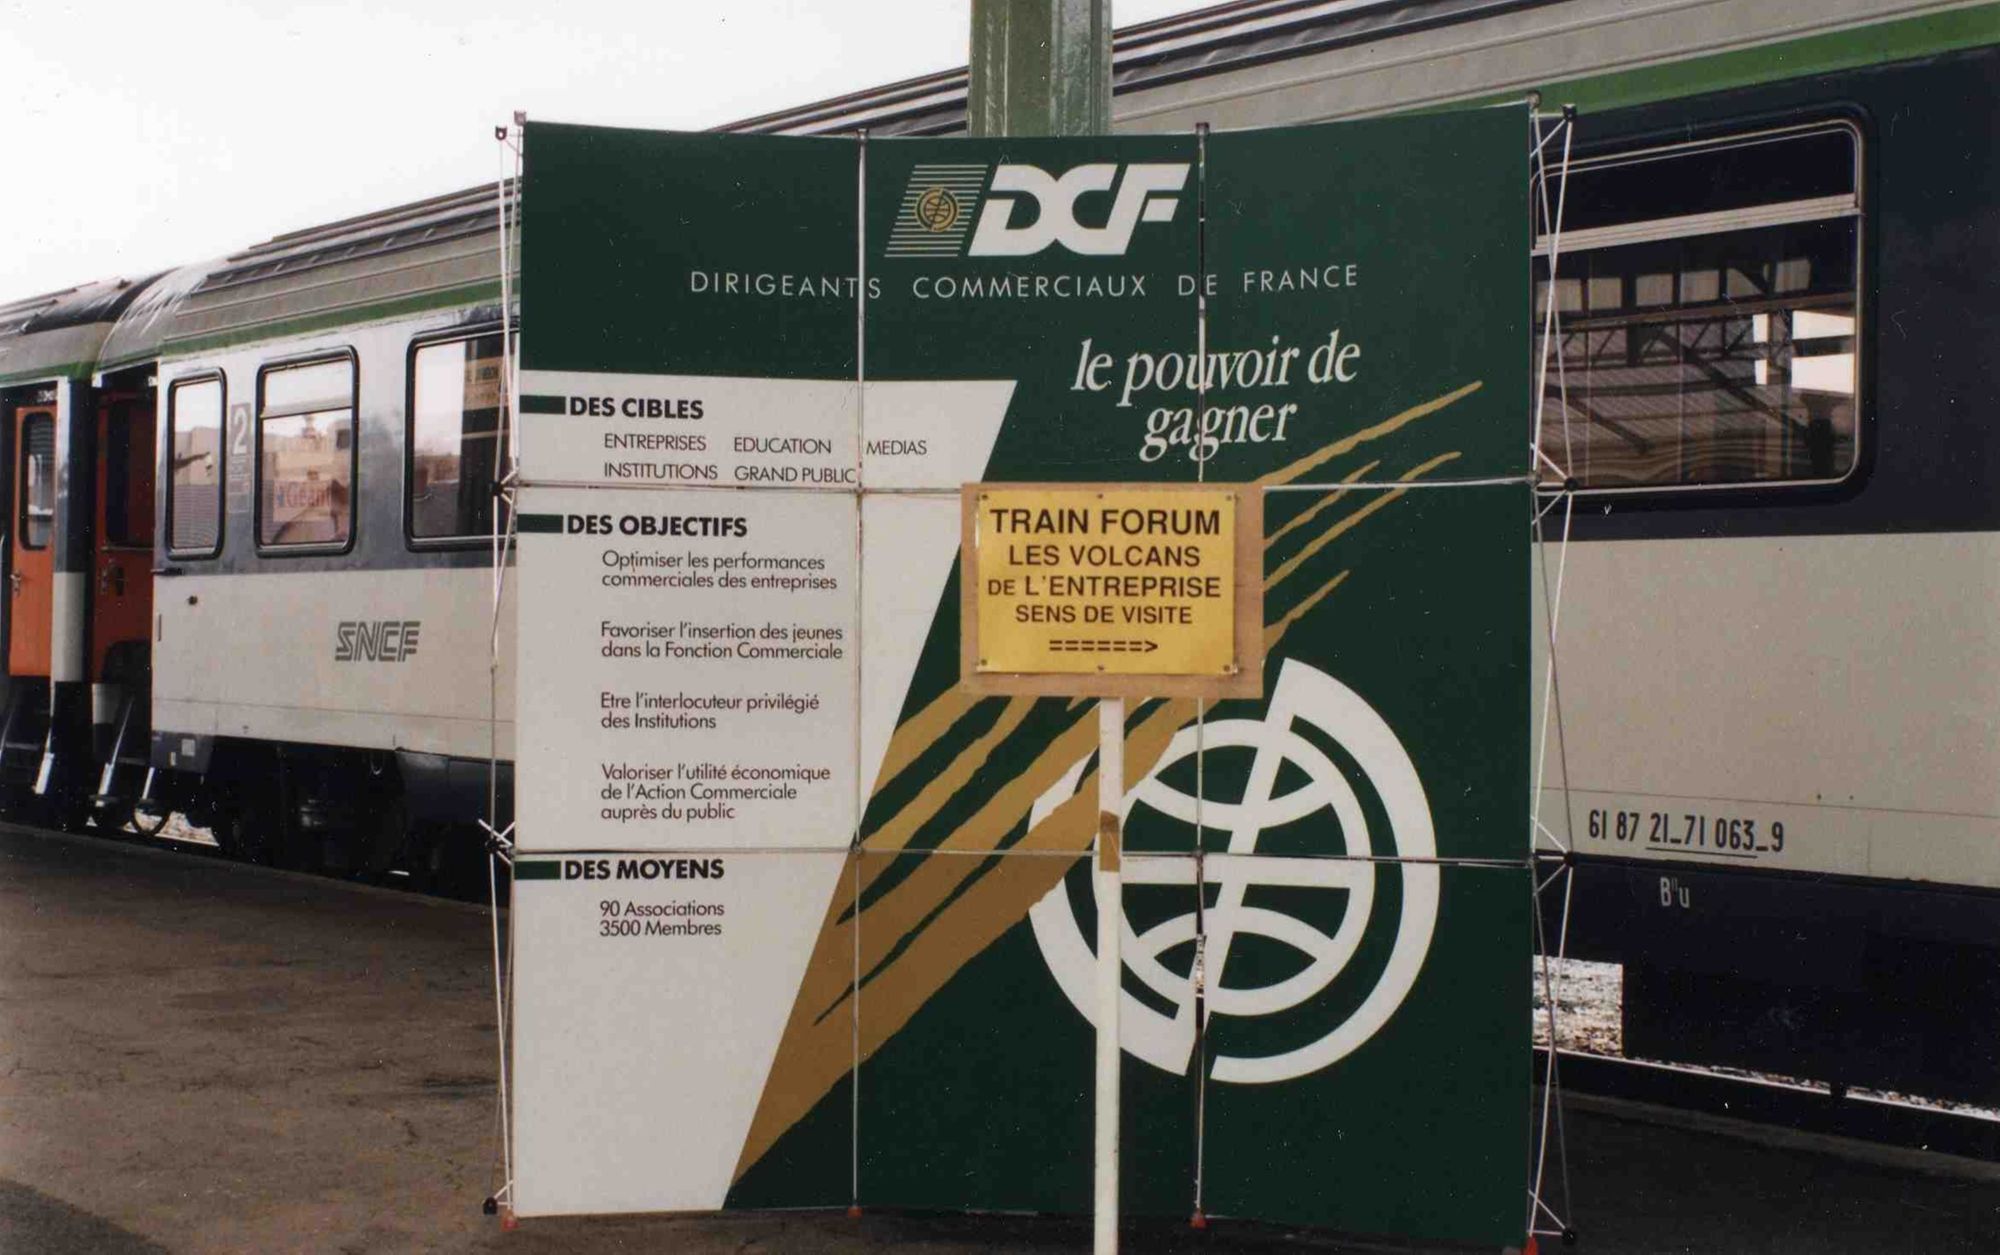 DCF
DIRIGEANTS COMMERCIAUX DE FRANCE
le pouvoir de
gagner
DES CIBLES
ENTREPRISES EDUCATION MEDIAS
INSTITUTIONS GRAND PUBLIC
DES OBJECTIFS
Optimiser les performances
commerciales des entreprises
Favoriser l'insertion des jeunes
dans la Fonction Commerciale
Etre l'interlocuteur privilégié
des Institutions
Valoriser l'utilité économique
de l'Action Commerciale
auprès du public
DES MOYENS
90 Associations
3500 Membres
TRAIN FORUM
LES VOLCANS
DE L'ENTREPRISE
SENS DE VISITE
======>
2
Géant
SNCF
61 87 21_71 063_9
B"u